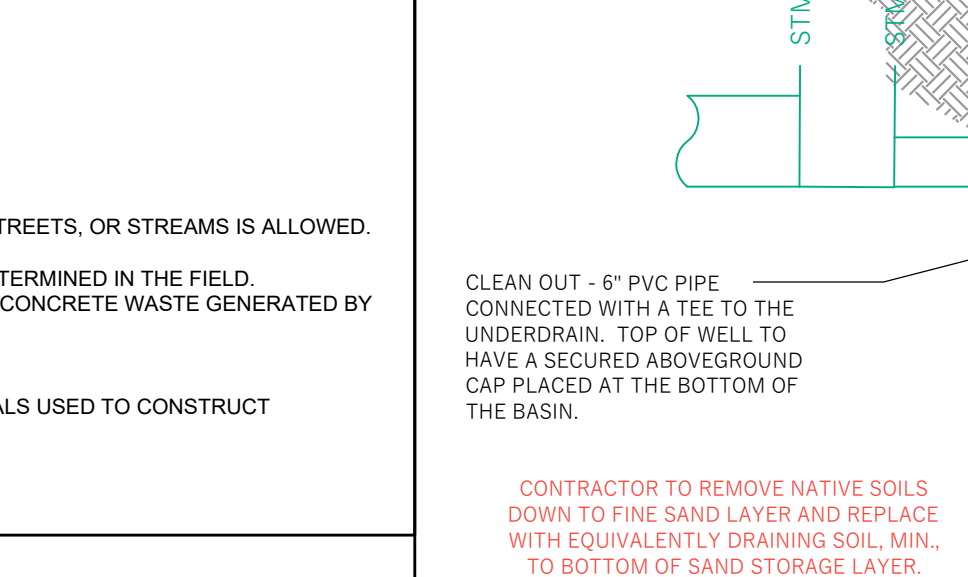 STM
STM
TREETS, OR STREAMS IS ALLOWED.
TERMINED IN THE FIELD.
CONCRETE WASTE GENERATED BY
ALS USED TO CONSTRUCT
CLEAN OUT - 6" PVC PIPE
CONNECTED WITH A TEE TO THE
UNDERDRAIN. TOP OF WELL TO
HAVE A SECURED ABOVEGROUND
CAP PLACED AT THE BOTTOM OF
THE BASIN.
CONTRACTOR TO REMOVE NATIVE SOILS
DOWN TO FINE SAND LAYER AND REPLACE
WITH EQUIVALENTLY DRAINING SOIL, MIN.,
TO BOTTOM OF SAND STORAGE LAYER.